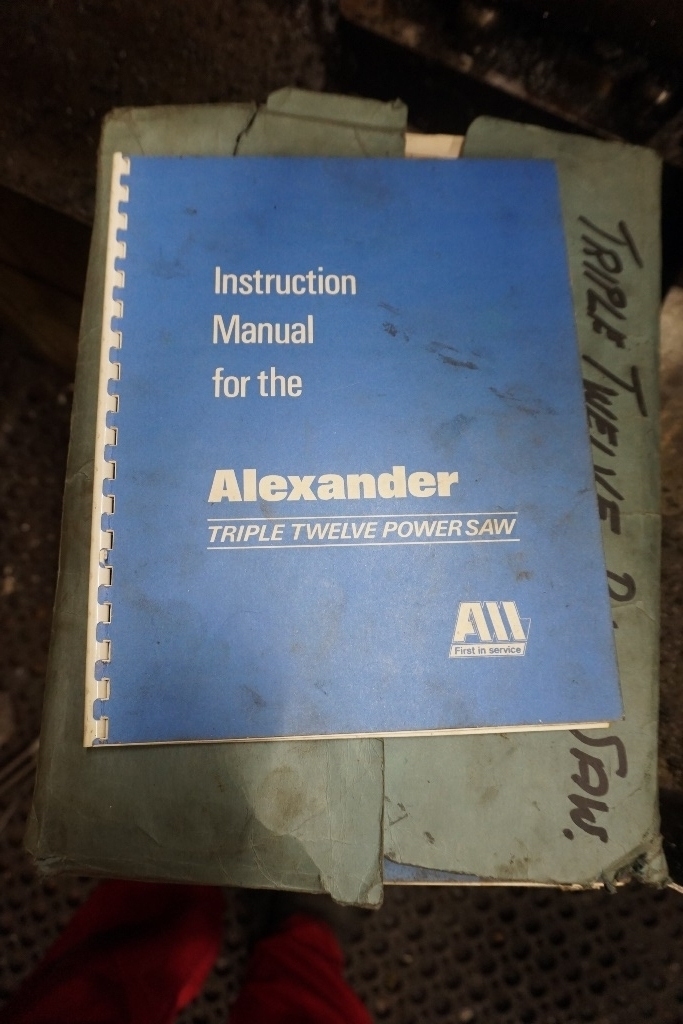 Instruction
Manual
for the
Alexander
TRIPLE TWELVE POWER SAW
All
First in service
TRIPLE TWELVE SAW.